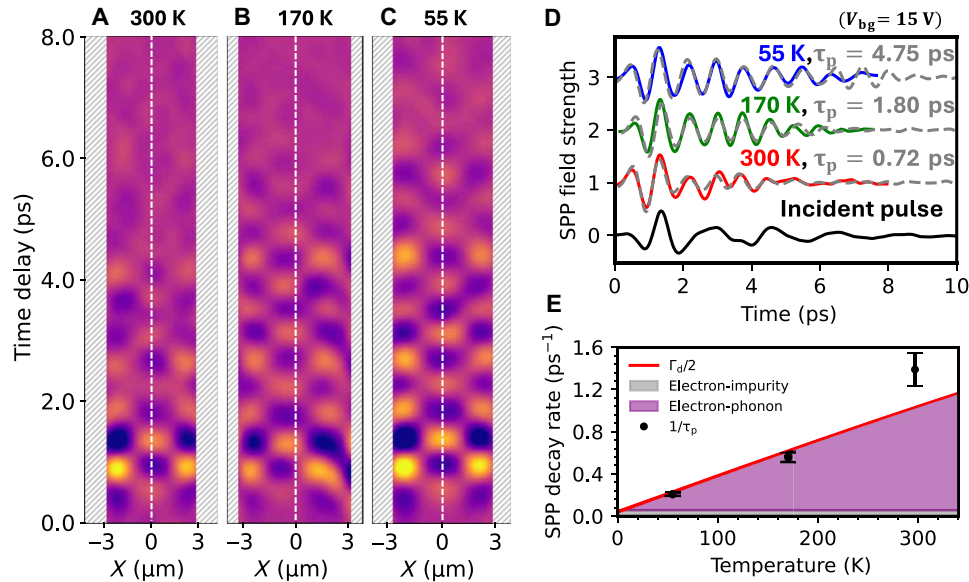 A 300 K B 170 K C 55 K
Time delay (ps)
8.0
6.0
4.0
2.0
0.0
−3 0 3 −3 0 3 −3 0 3
X (μm) X (μm) X (μm)
D (V_bg = 15 V)
SPP field strength
3
2
1
0
55 K, τ_p = 4.75 ps
170 K, τ_p = 1.80 ps
300 K, τ_p = 0.72 ps
Incident pulse
0 2 4 6 8 10
Time (ps)
E
SPP decay rate (ps⁻¹)
1.6
1.2
0.8
0.4
0.0
Γ_d/2
Electron-impurity
Electron-phonon
1/τ_p
0 100 200 300
Temperature (K)